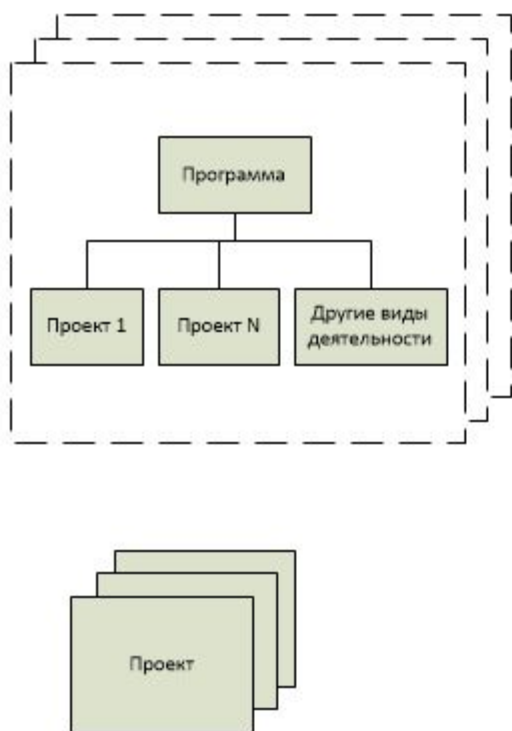 Программа
Проект 1
Проект N
Другие виды
деятельности
Проект